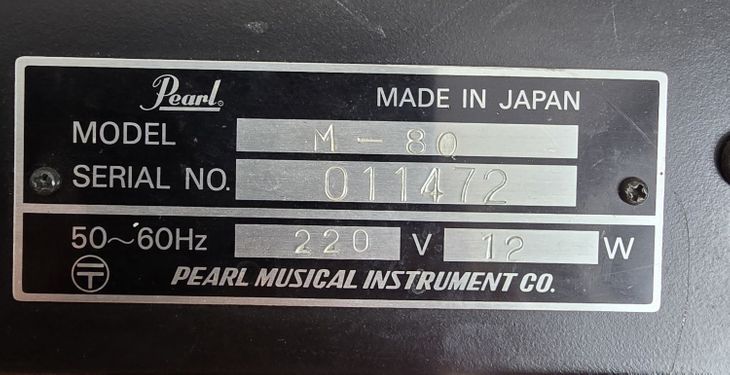 Pearl® MADE IN JAPAN
MODEL M-80
SERIAL NO. 011472
50～60Hz 220 V 12 W
〒 PEARL MUSICAL INSTRUMENT CO.